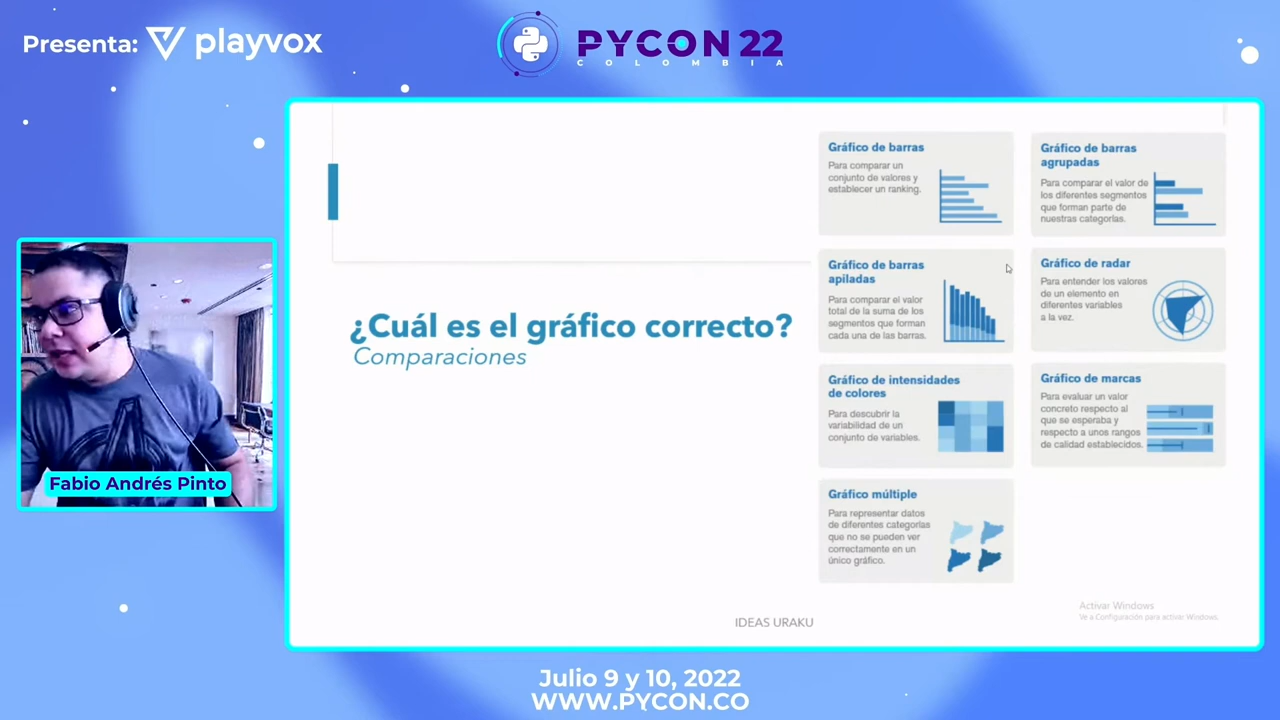 Presenta: playvox
PYCON 22
COLOMBIA
Fabio Andrés Pinto
¿Cuál es el gráfico correcto?
Comparaciones
Gráfico de barras
Para comparar un
conjunto de valores y
establecer un ranking.
Gráfico de barras
agrupadas
Para comparar el valor de
los diferentes segmentos
que forman parte de
nuestras categorías.
Gráfico de barras
apiladas
Para comparar el valor
total de la suma de los
segmentos que forman
cada una de las barras.
Gráfico de radar
Para entender los valores
de un elemento en
diferentes variables
a la vez.
Gráfico de intensidades
de colores
Para descubrir la
variabilidad de un
conjunto de variables.
Gráfico de marcas
Para evaluar un valor
concreto respecto al
que se esperaba y
respecto a unos rangos
de calidad establecidos.
Gráfico múltiple
Para representar datos
de diferentes categorías
que no se pueden ver
correctamente en un
único gráfico.
IDEAS URAKU
Activar Windows
Ve a Configuración para activar Windows.
Julio 9 y 10, 2022
WWW.PYCON.CO